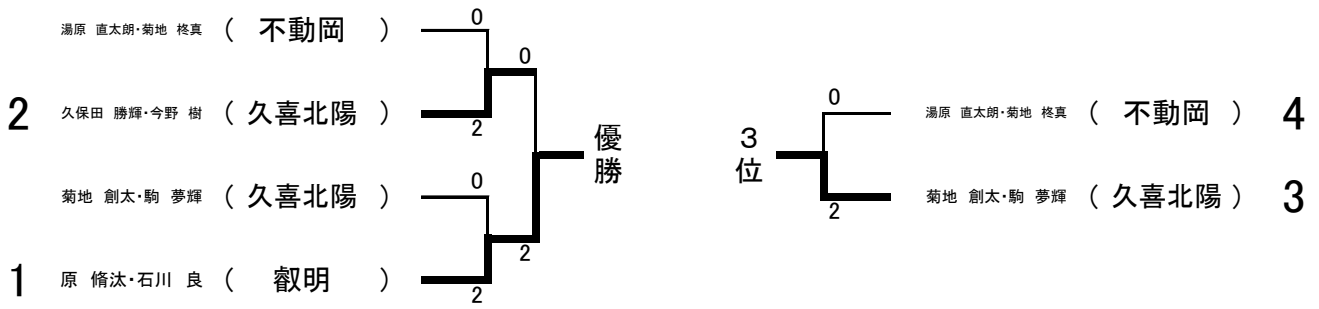 湯原 直太朗・菊地 柊真 ( 不動岡 ) 0
0
2 久保田 勝輝・今野 樹 ( 久喜北陽 ) 2
優勝
菊地 創太・駒 夢輝 ( 久喜北陽 ) 0
2
1 原 脩汰・石川 良 ( 叡明 ) 2
0 湯原 直太朗・菊地 柊真 ( 不動岡 ) 4
3位
2 菊地 創太・駒 夢輝 ( 久喜北陽 ) 3